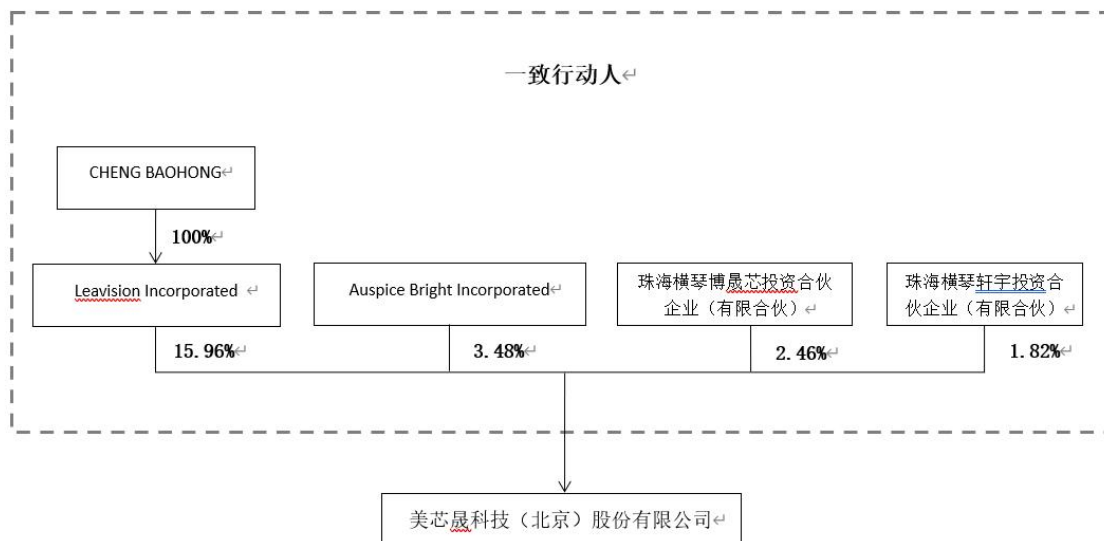 一致行动人
CHENG BAOHONG
100%
Leavision Incorporated
Auspice Bright Incorporated
珠海横琴博晟芯投资合伙
企业（有限合伙）
珠海横琴轩宇投资合
伙企业（有限合伙）
15.96%
3.48%
2.46%
1.82%
美芯晟科技（北京）股份有限公司